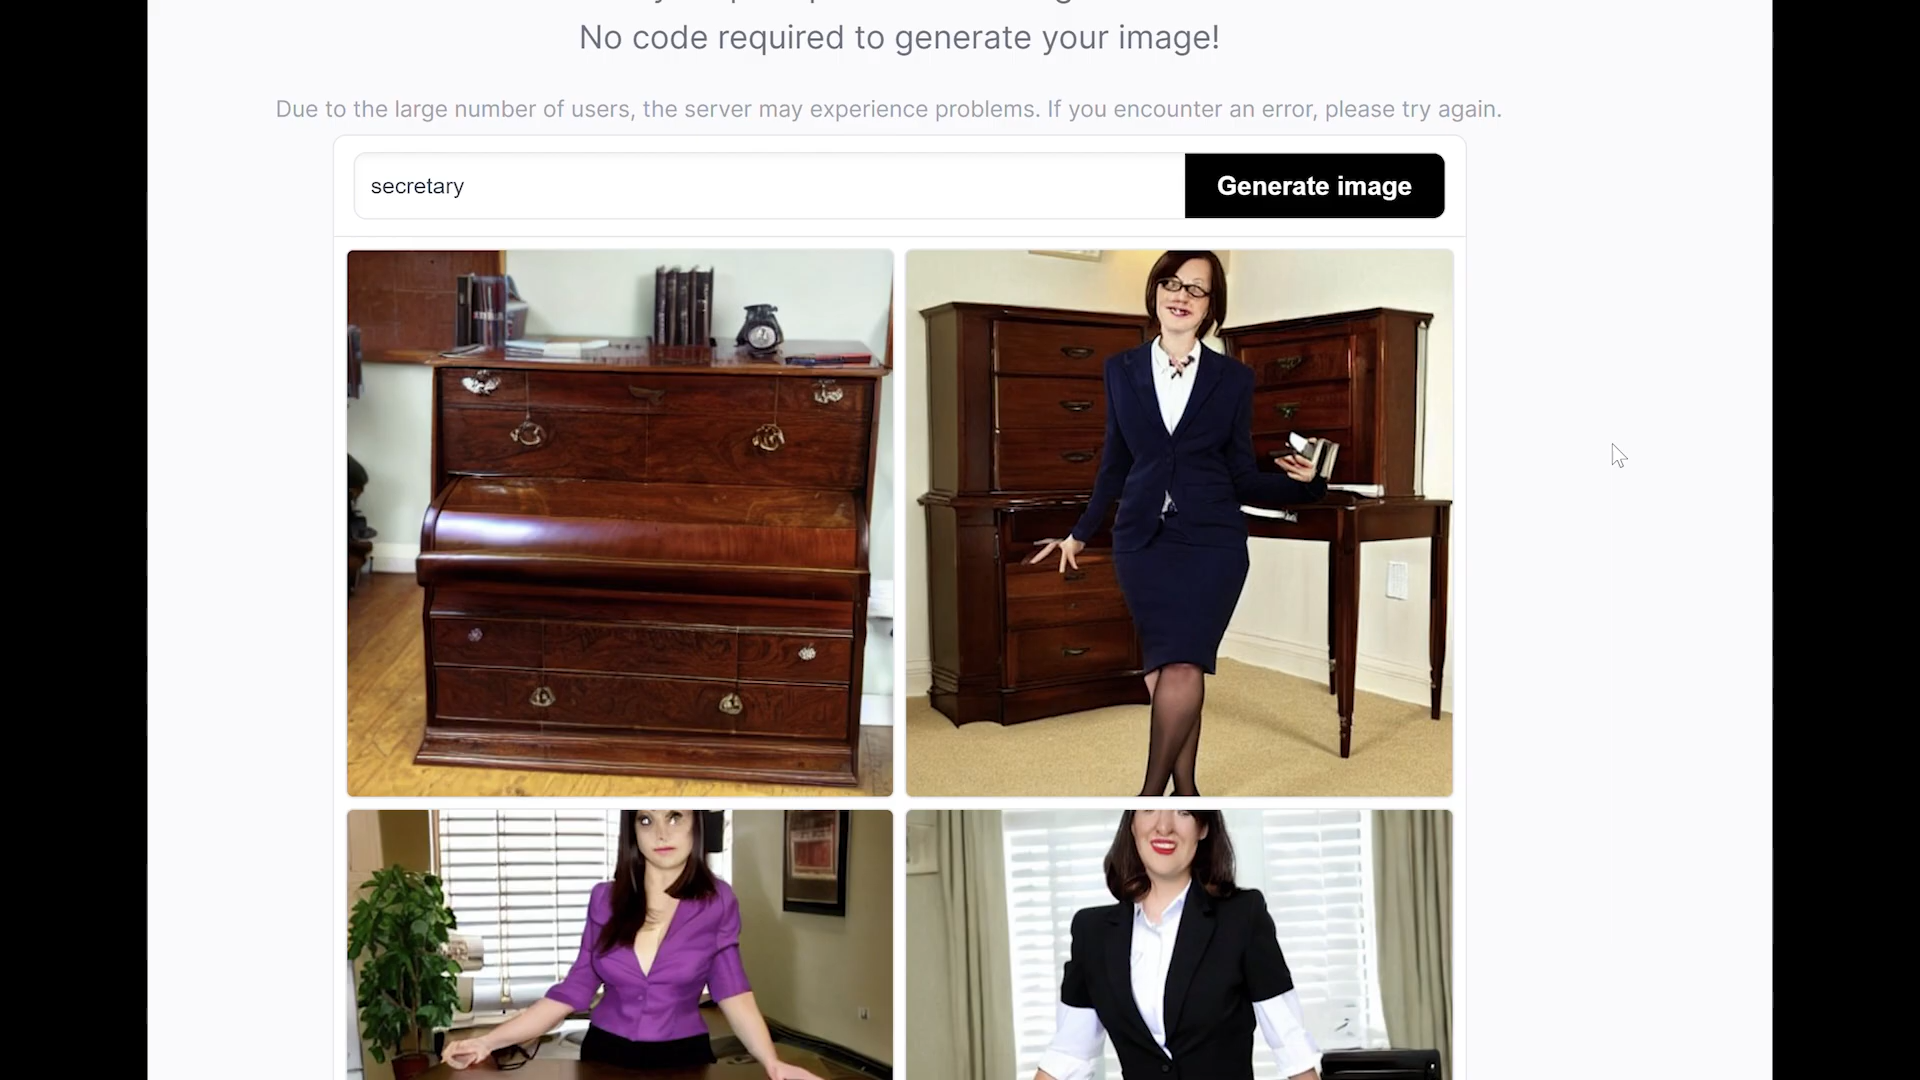 No code required to generate your image!
Due to the large number of users, the server may experience problems. If you encounter an error, please try again.
secretary
Generate image